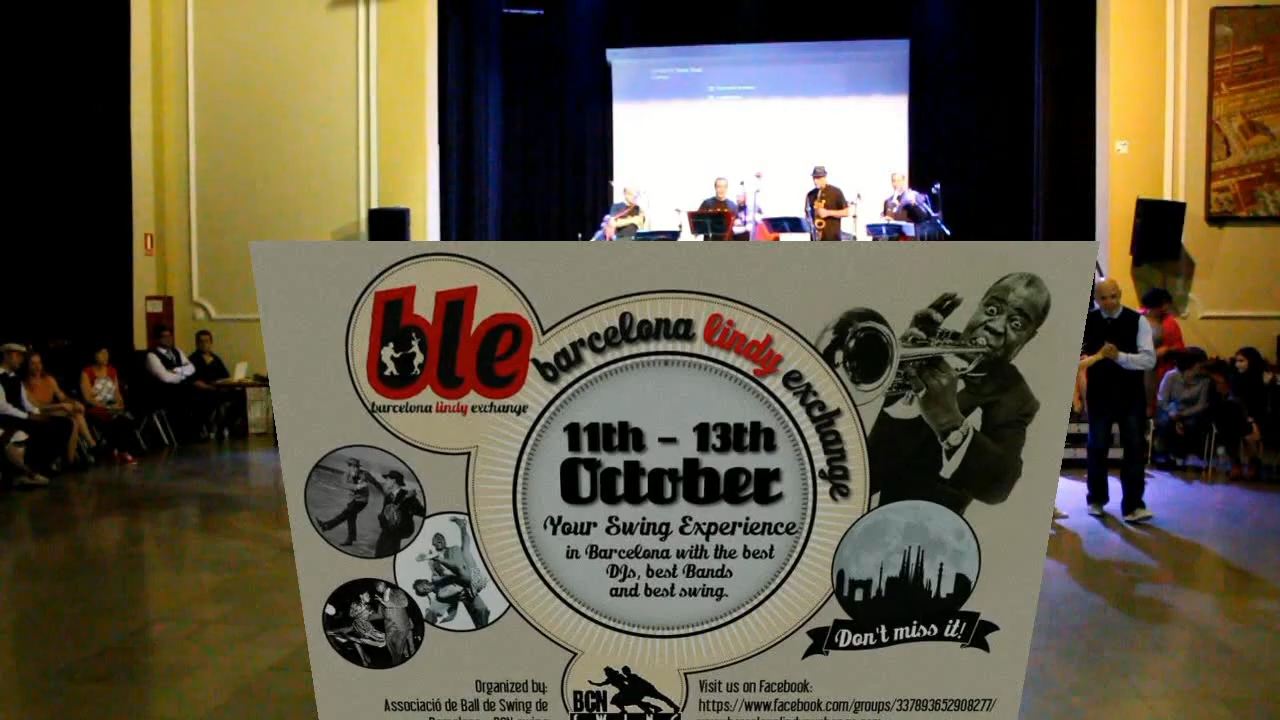 ble
barcelona lindy exchange
barcelona lindy exchange
11th - 13th
October
Your Swing Experience
in Barcelona with the best
DJs, best Bands
and best swing.
Don't miss it!
Organized by:
Associació de Ball de Swing de
BCN
Visit us on Facebook:
https://www.facebook.com/groups/337893652908277/